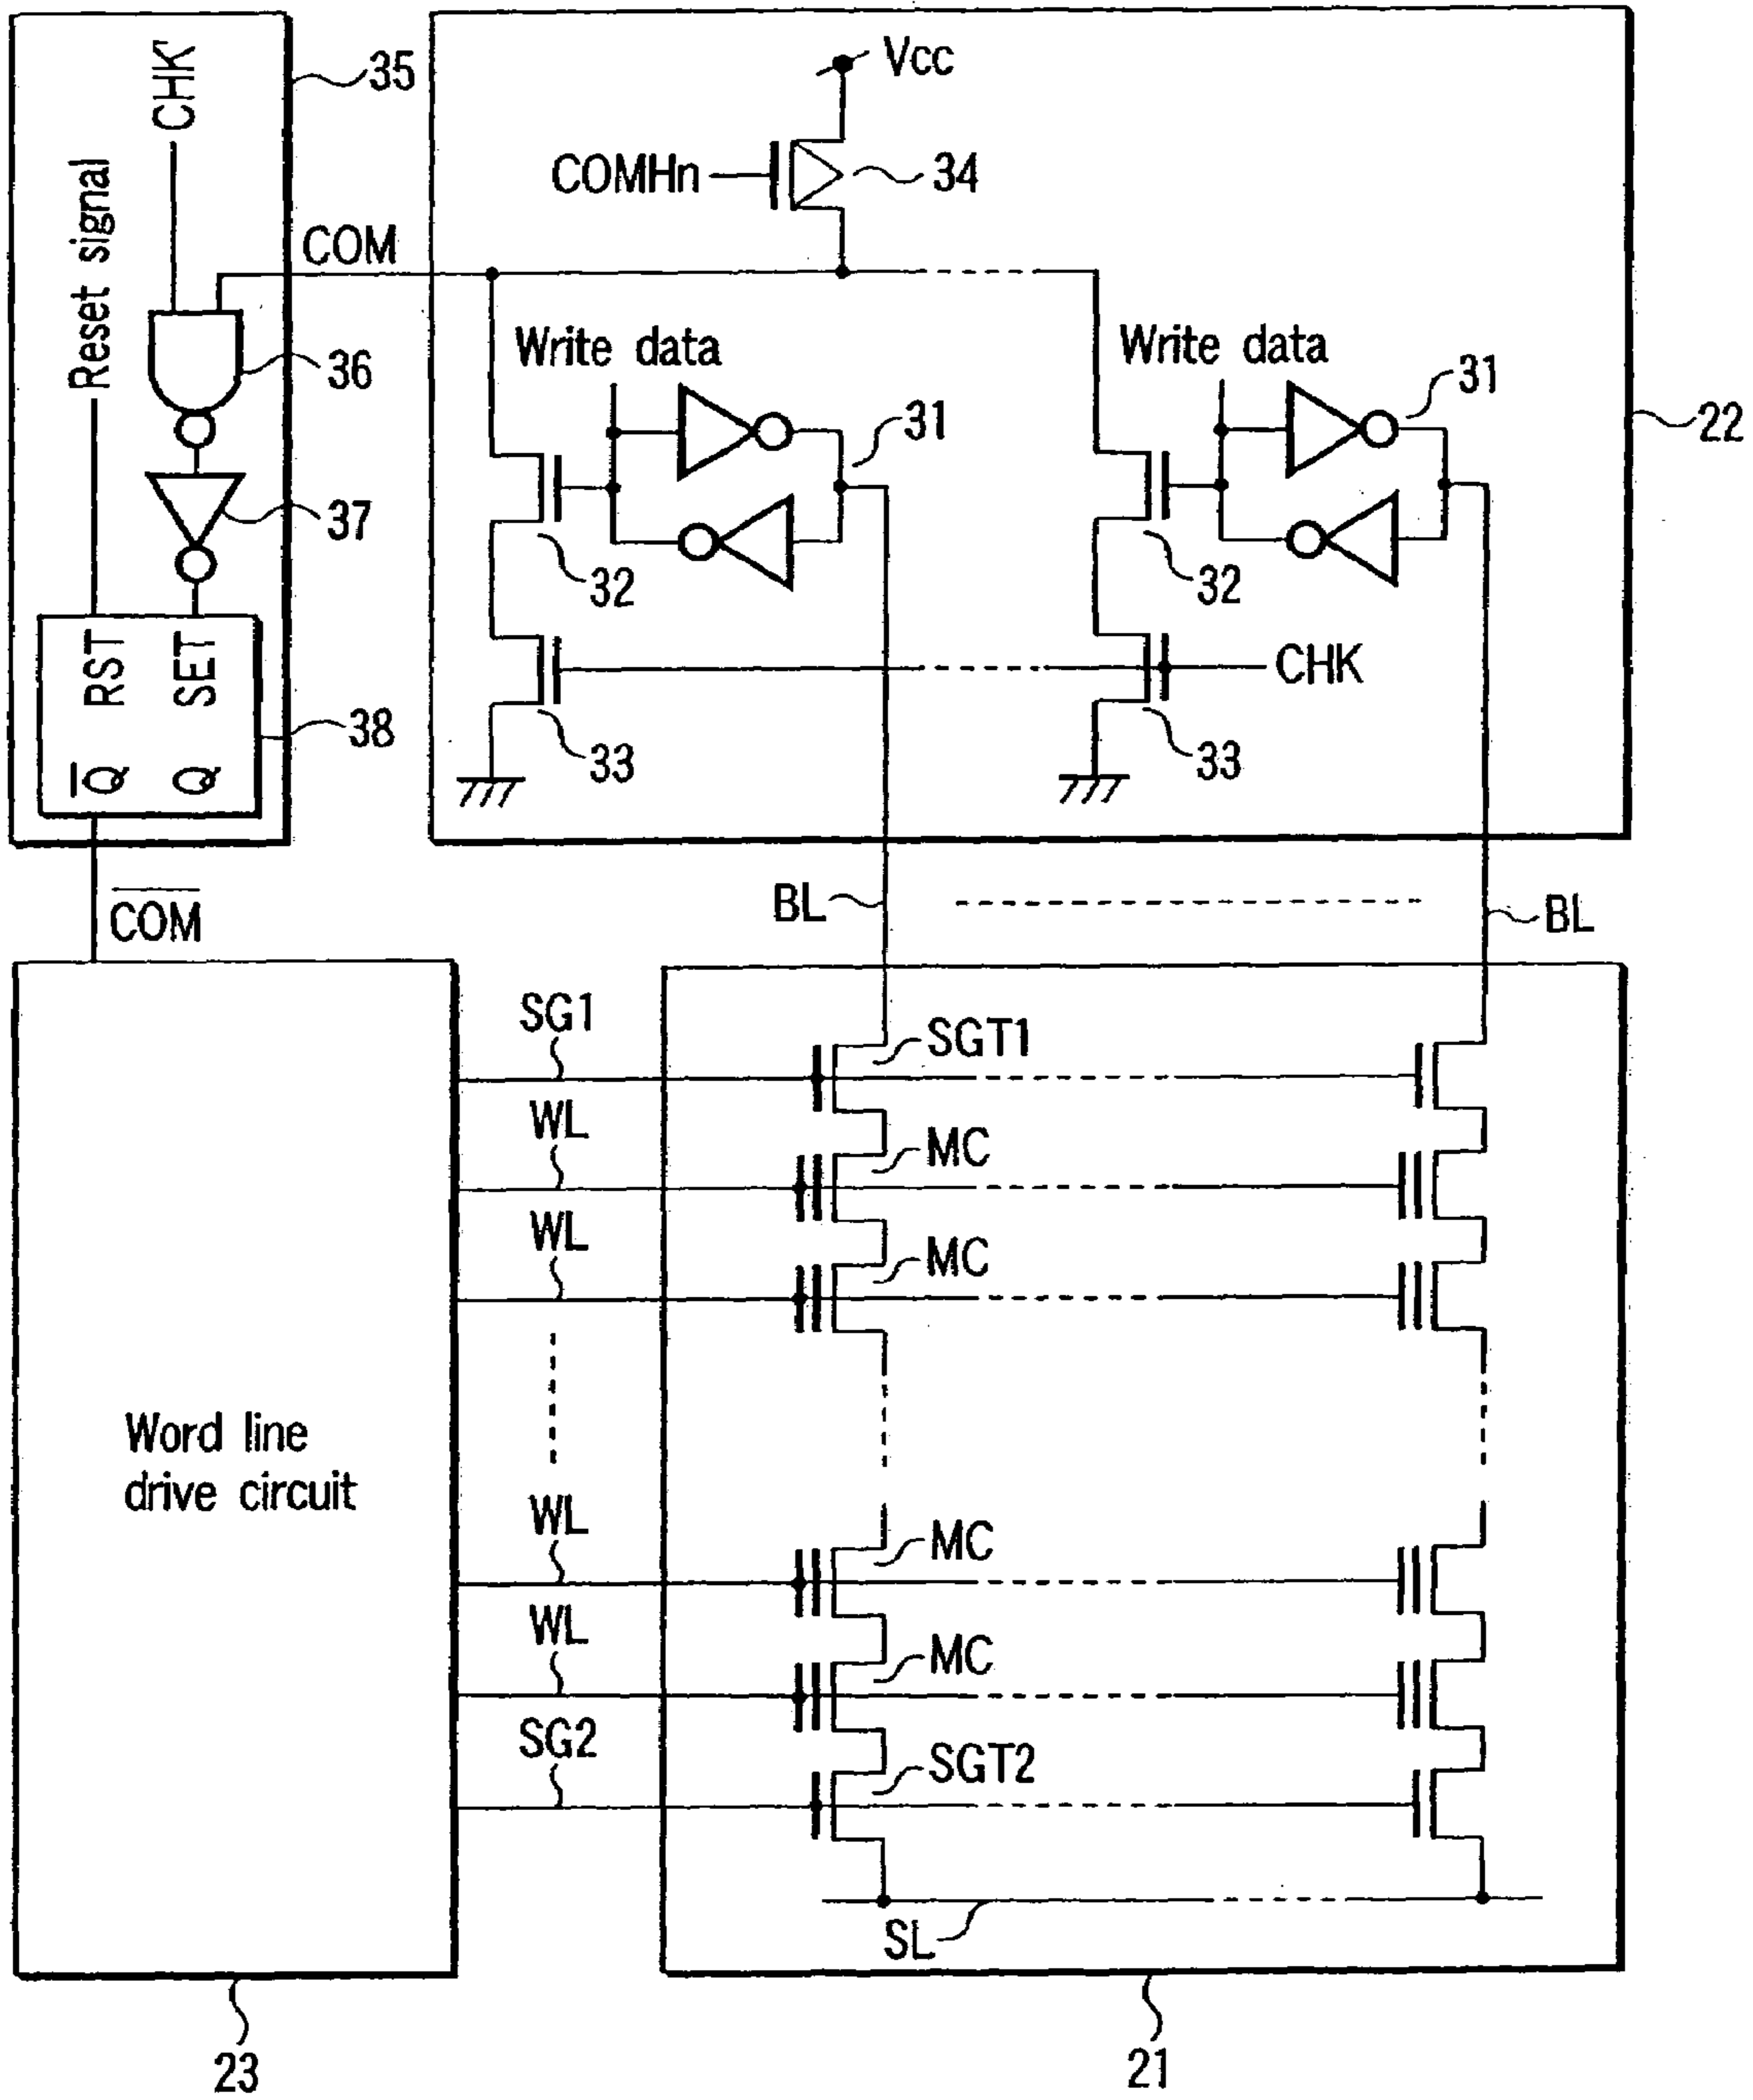 CHK
Reset signal
35
Vcc
COMHn
34
COM
36
Write data
31
Write data
31
22
37
32
32
RST
SET
CHK
38
33
33
Q̅
Q
C̅O̅M̅
BL
BL
SG1
SGT1
WL
MC
WL
MC
Word line
drive circuit
WL
MC
WL
MC
SG2
SGT2
SL
23
21